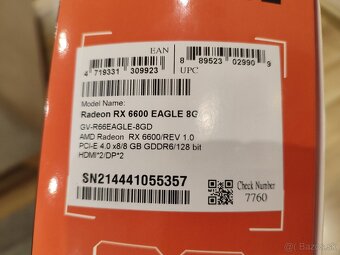 EAN
4 719331 309923
8 89523 02990 9
UPC
Model Name:
Radeon RX 6600 EAGLE 8G
GV-R66EAGLE-8GD
AMD Radeon RX 6600/REV 1.0
PCI-E 4.0 x8/8 GB GDDR6/128 bit
HDMI*2/DP*2
SN214441055357
Check Number
7760